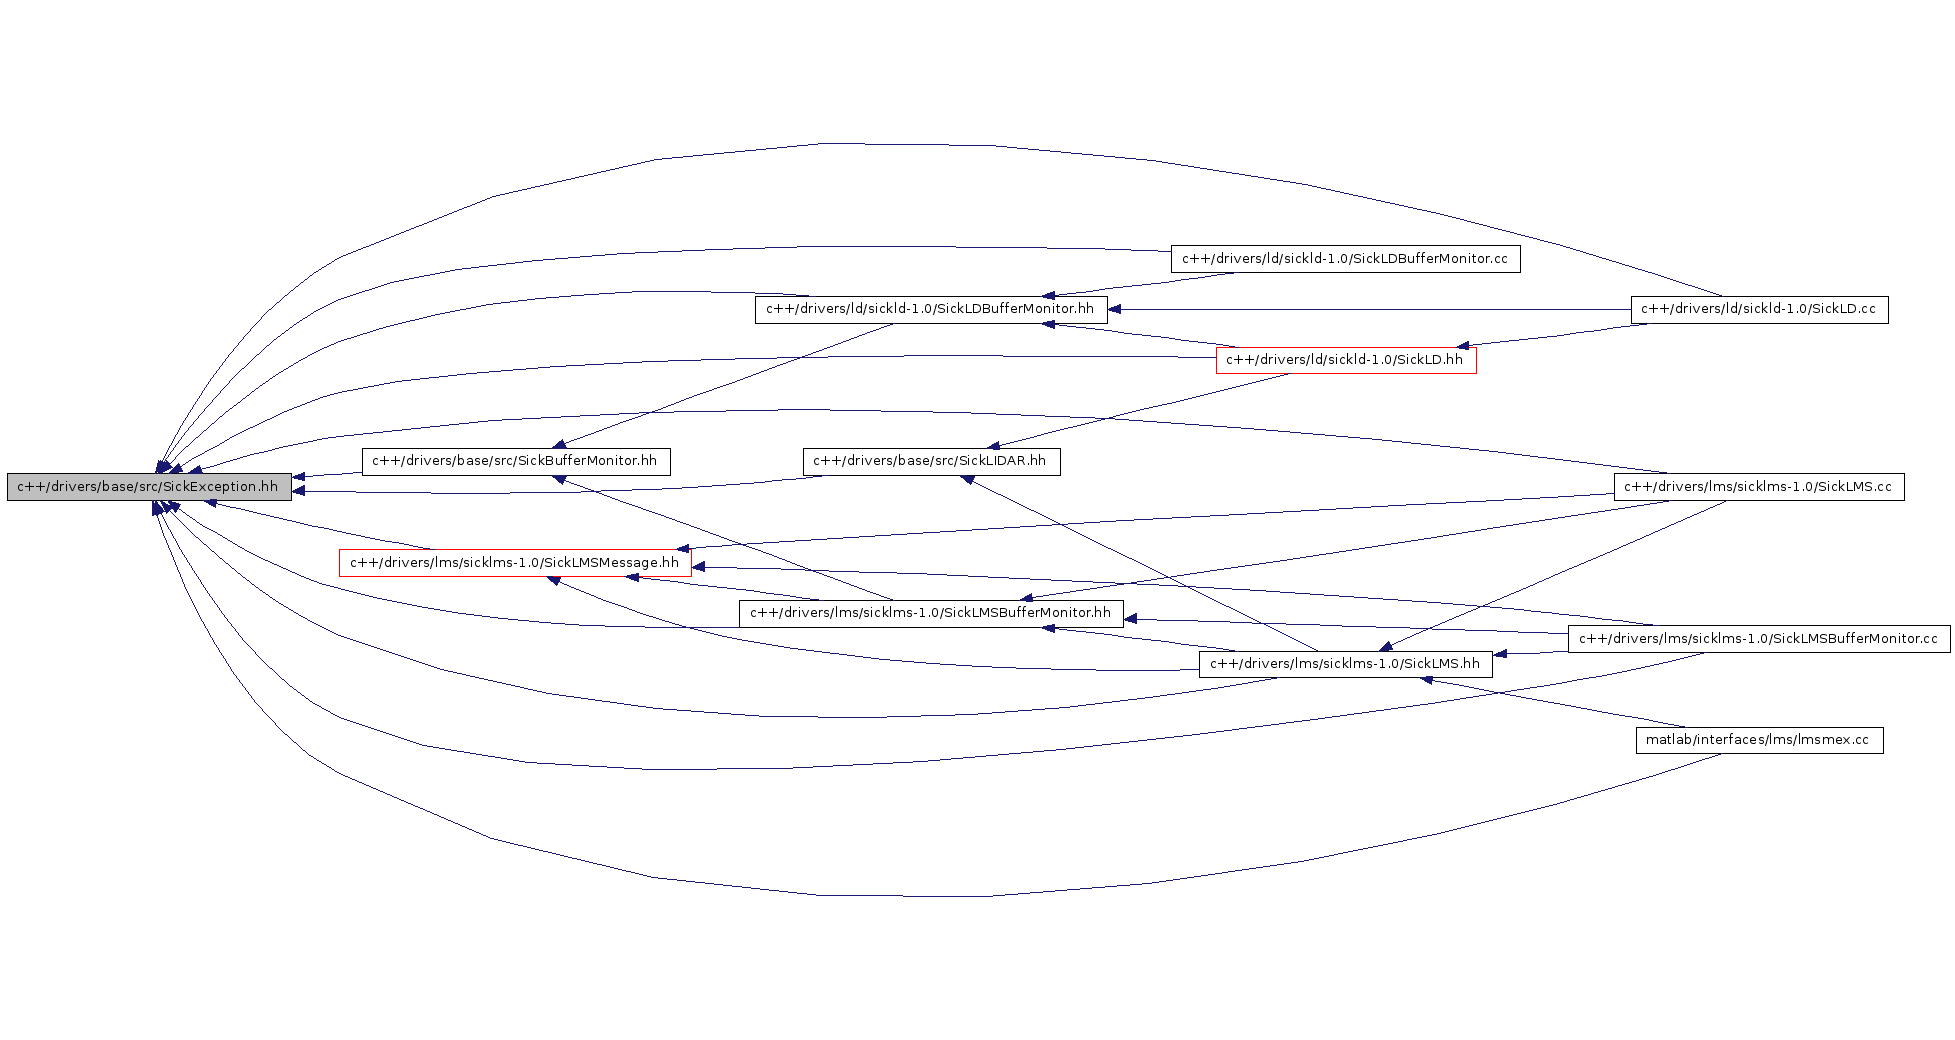 c++/drivers/ld/sickld-1.0/SickLDBufferMonitor.cc
c++/drivers/ld/sickld-1.0/SickLDBufferMonitor.hh
c++/drivers/ld/sickld-1.0/SickLD.cc
c++/drivers/ld/sickld-1.0/SickLD.hh
c++/drivers/base/src/SickBufferMonitor.hh
c++/drivers/base/src/SickLIDAR.hh
c++/drivers/base/src/SickException.hh
c++/drivers/lms/sicklms-1.0/SickLMS.cc
c++/drivers/lms/sicklms-1.0/SickLMSMessage.hh
c++/drivers/lms/sicklms-1.0/SickLMSBufferMonitor.hh
c++/drivers/lms/sicklms-1.0/SickLMSBufferMonitor.cc
c++/drivers/lms/sicklms-1.0/SickLMS.hh
matlab/interfaces/lms/lmsmex.cc